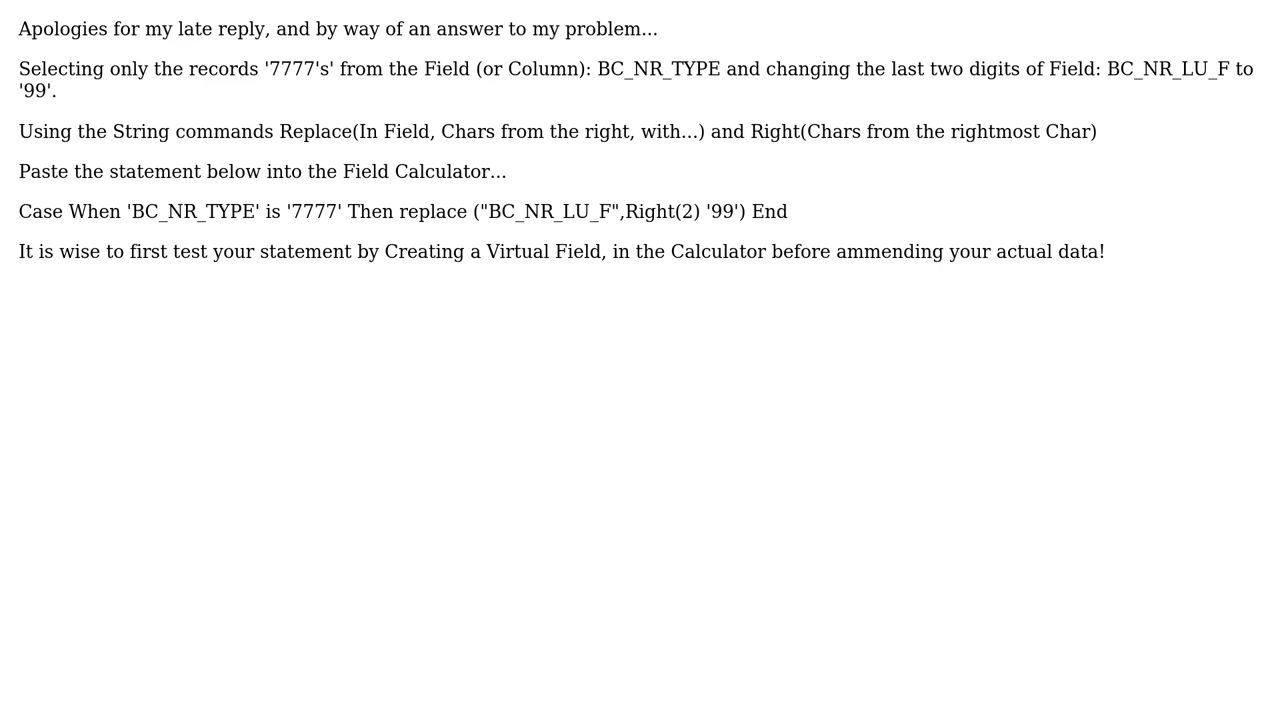 Apologies for my late reply, and by way of an answer to my problem...
Selecting only the records '7777's' from the Field (or Column): BC_NR_TYPE and changing the last two digits of Field: BC_NR_LU_F to
'99'.
Using the String commands Replace(In Field, Chars from the right, with...) and Right(Chars from the rightmost Char)
Paste the statement below into the Field Calculator...
Case When 'BC_NR_TYPE' is '7777' Then replace ("BC_NR_LU_F",Right(2) '99') End
It is wise to first test your statement by Creating a Virtual Field, in the Calculator before ammending your actual data!